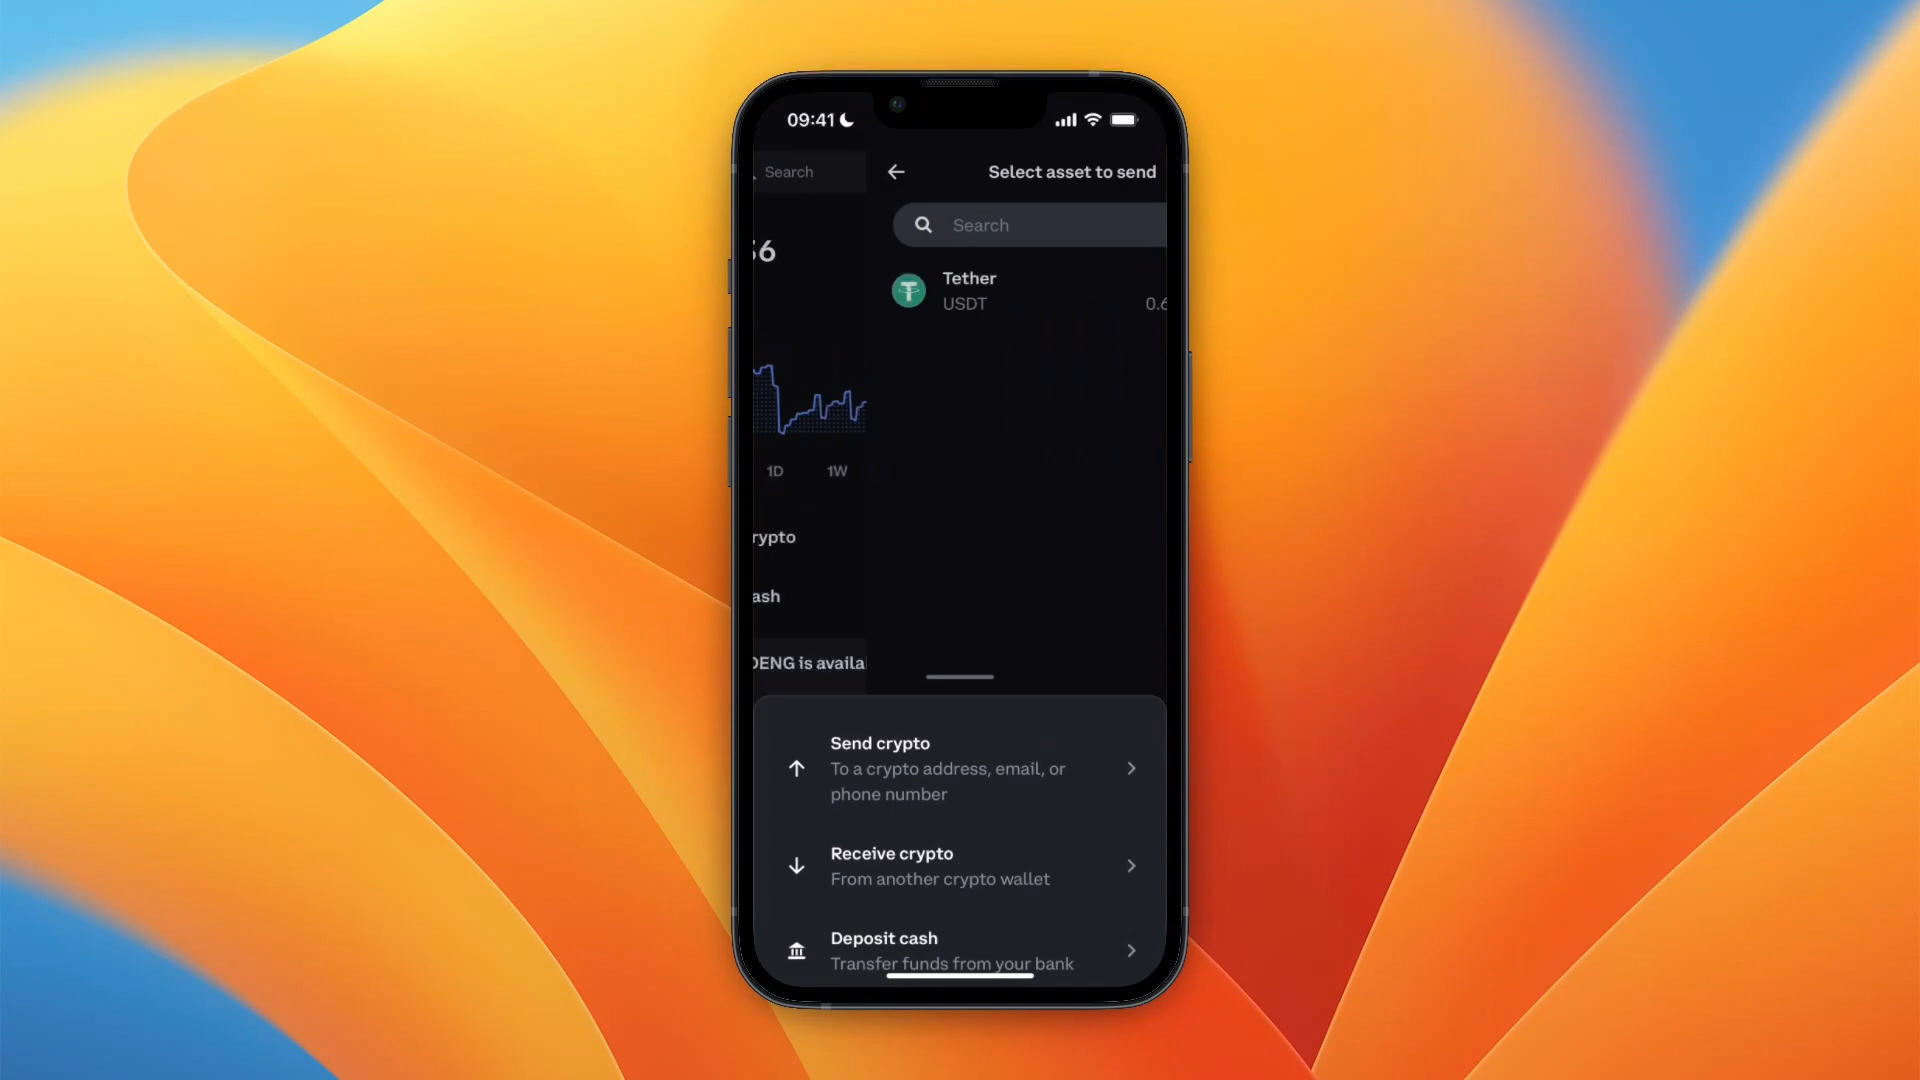 09:41
Search
Select asset to send
Search
56
Tether
USDT
0.6
1D 1W
rypto
ash
DENG is availa
Send crypto
To a crypto address, email, or
phone number
Receive crypto
From another crypto wallet
Deposit cash
Transfer funds from your bank